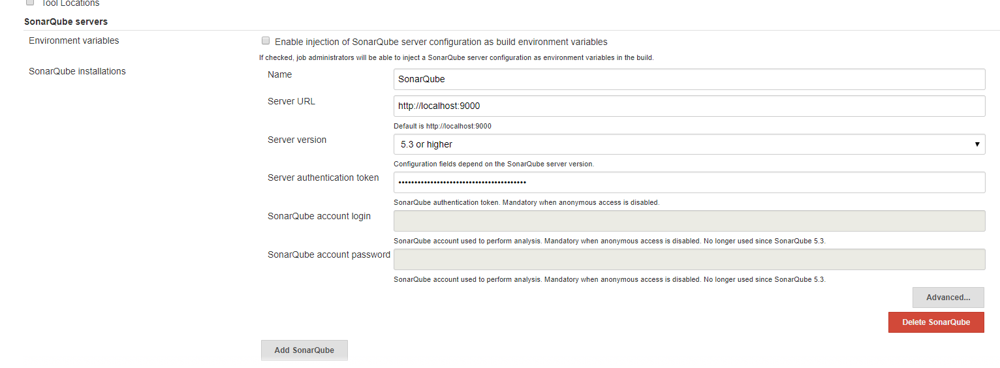 Tool Locations
SonarQube servers
Environment variables
Enable injection of SonarQube server configuration as build environment variables
If checked, job administrators will be able to inject a SonarQube server configuration as environment variables in the build.
SonarQube installations
Name
SonarQube
Server URL
http://localhost:9000
Default is http://localhost:9000
Server version
5.3 or higher
Configuration fields depend on the SonarQube server version.
Server authentication token
••••••••••••••••••••••••••••••••••••••••
SonarQube authentication token. Mandatory when anonymous access is disabled.
SonarQube account login
SonarQube account used to perform analysis. Mandatory when anonymous access is disabled. No longer used since SonarQube 5.3.
SonarQube account password
SonarQube account used to perform analysis. Mandatory when anonymous access is disabled. No longer used since SonarQube 5.3.
Advanced...
Delete SonarQube
Add SonarQube